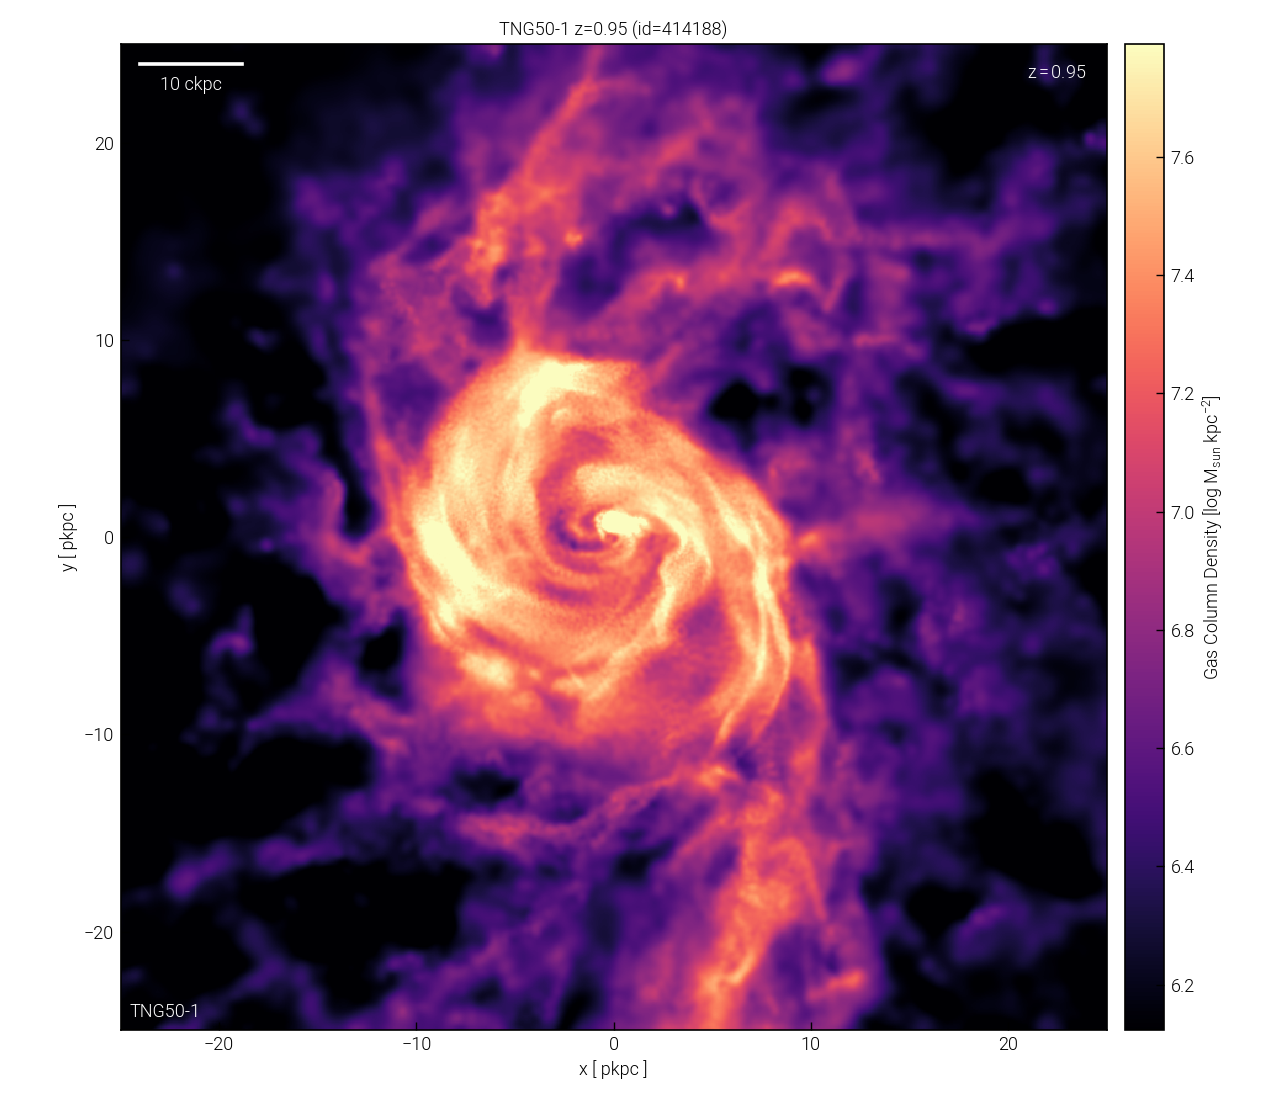 TNG50-1 z=0.95 (id=414188)
10 ckpc
z=0.95
20
10
0
−10
−20
y [ pkpc ]
TNG50-1
−20
−10
0
10
20
x [ pkpc ]
7.6
7.4
7.2
7.0
6.8
6.6
6.4
6.2
Gas Column Density [log M_sun kpc^−2]